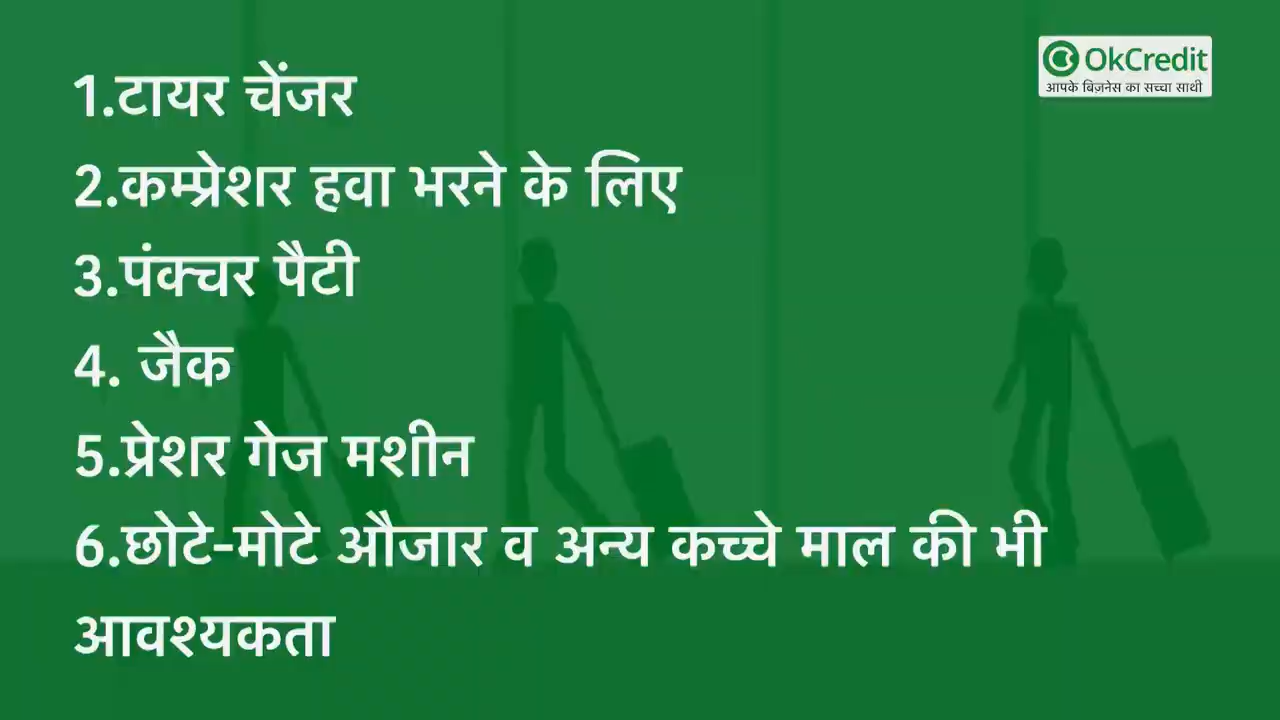 OkCredit
आपके बिज़नेस का सच्चा साथी
1.टायर चेंजर
2.कम्प्रेशर हवा भरने के लिए
3.पंक्चर पैटी
4. जैक
5.प्रेशर गेज मशीन
6.छोटे-मोटे औजार व अन्य कच्चे माल की भी
आवश्यकता